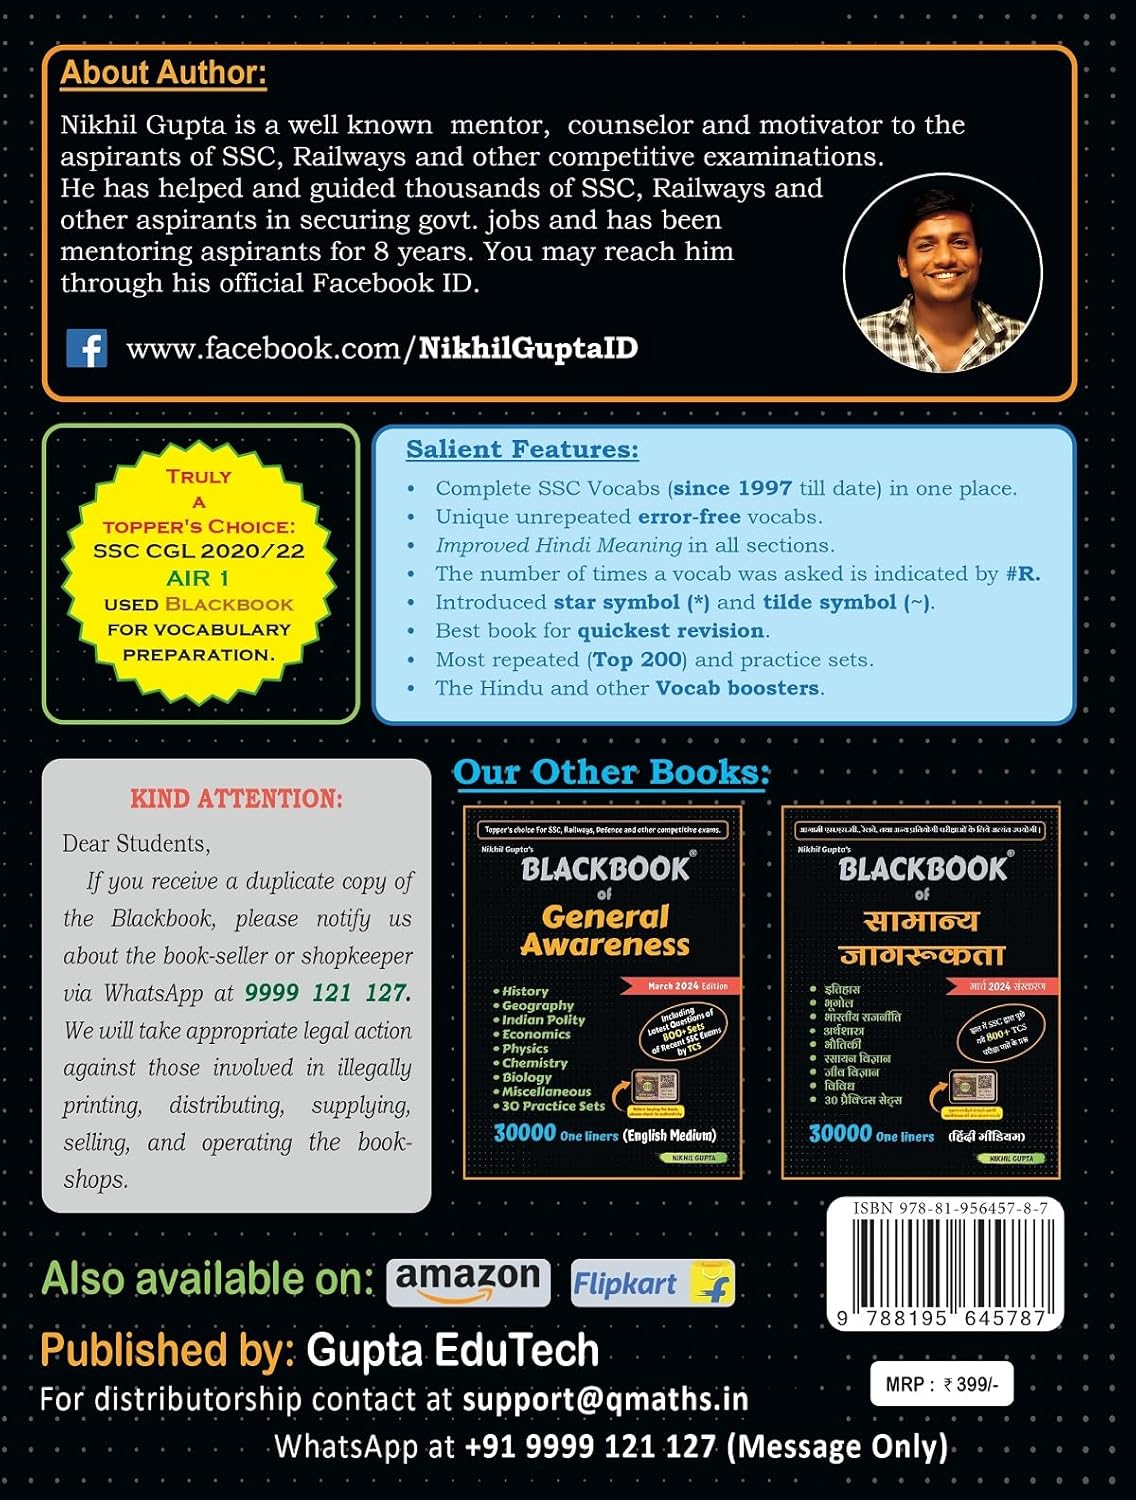 About Author:
Nikhil Gupta is a well known mentor, counselor and motivator to the
aspirants of SSC, Railways and other competitive examinations.
He has helped and guided thousands of SSC, Railways and
other aspirants in securing govt. jobs and has been
mentoring aspirants for 8 years. You may reach him
through his official Facebook ID.
f www.facebook.com/NikhilGuptaID
TRULY
A
TOPPER'S CHOICE:
SSC CGL 2020/22
AIR 1
USED BLACKBOOK
FOR VOCABULARY
PREPARATION.
Salient Features:
• Complete SSC Vocabs (since 1997 till date) in one place.
• Unique unrepeated error-free vocabs.
• Improved Hindi Meaning in all sections.
• The number of times a vocab was asked is indicated by #R.
• Introduced star symbol (*) and tilde symbol (~).
• Best book for quickest revision.
• Most repeated (Top 200) and practice sets.
• The Hindu and other Vocab boosters.
KIND ATTENTION:
Dear Students,
If you receive a duplicate copy of
the Blackbook, please notify us
about the book-seller or shopkeeper
via WhatsApp at 9999 121 127.
We will take appropriate legal action
against those involved in illegally
printing, distributing, supplying,
selling, and operating the book-
shops.
Our Other Books:
Topper's choice For SSC, Railways, Defence and other competitive exams.
Nikhil Gupta's
BLACKBOOK®
of
General
Awareness
March 2024 Edition
• History
• Geography
• Indian Polity
• Economics
• Physics
• Chemistry
• Biology
• Miscellaneous
• 30 Practice Sets
Including
Latest Questions of
800+ Sets
of Recent SSC Exams
by TCS
30000 One liners (English Medium)
NIKHIL GUPTA
आगामी एस.एस.सी., रेलवे, तथा अन्य प्रतियोगी परीक्षाओं के लिये अत्यंत उपयोगी।
Nikhil Gupta's
BLACKBOOK®
of
सामान्य
जागरूकता
मार्च 2024 संस्करण
• इतिहास
• भूगोल
• भारतीय राजनीति
• अर्थशास्त्र
• भौतिकी
• रसायन विज्ञान
• जीव विज्ञान
• विविध
• 30 प्रैक्टिस सेट्स
800+ TCS
30000 One liners (हिंदी मीडियम)
NIKHIL GUPTA
ISBN 978-81-956457-8-7
9 788195 645787
Also available on: amazon Flipkart
Published by: Gupta EduTech
MRP : ₹ 399/-
For distributorship contact at support@qmaths.in
WhatsApp at +91 9999 121 127 (Message Only)